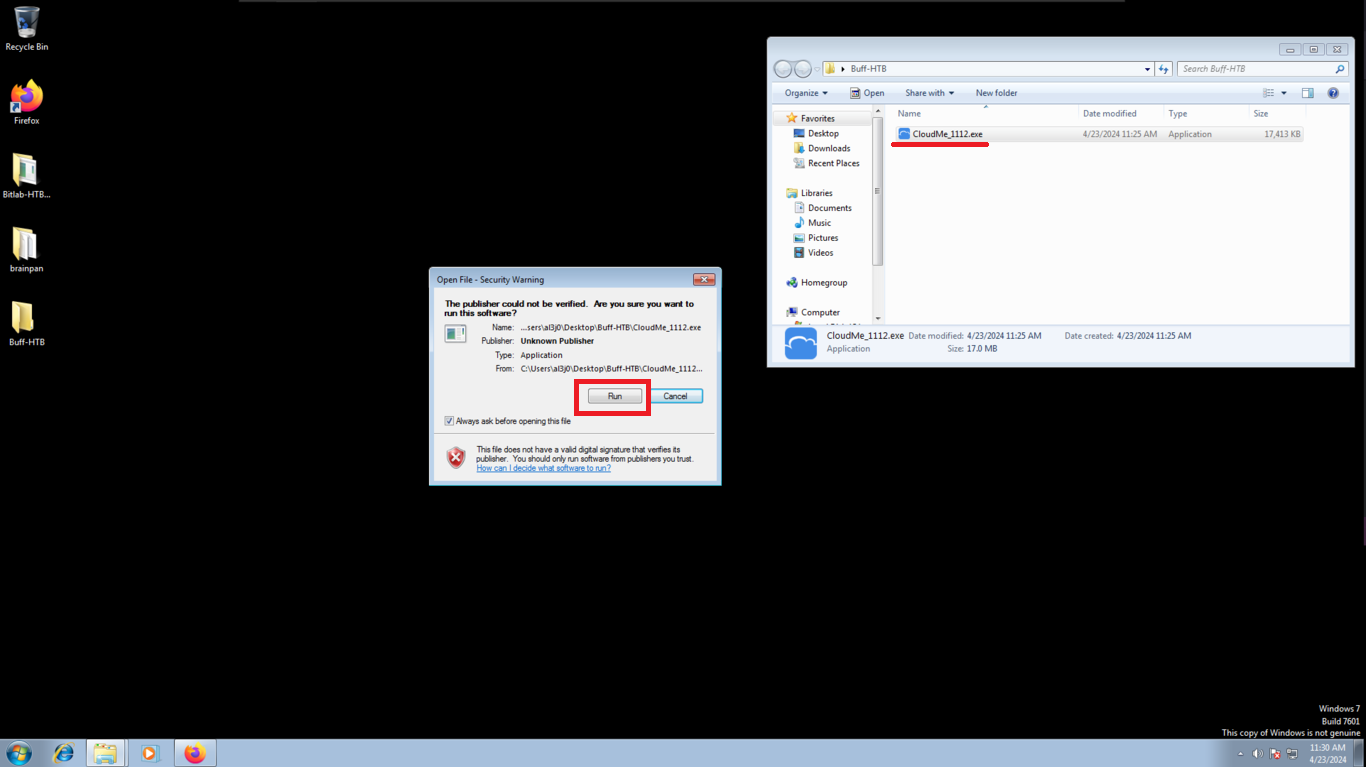 Recycle Bin
Firefox
Bitlab-HTB...
brainpan
Buff-HTB
Buff-HTB
Search Buff-HTB
Organize
Open
Share with
New folder
Name
Date modified
Type
Size
Favorites
Desktop
Downloads
Recent Places
Libraries
Documents
Music
Pictures
Videos
Homegroup
Computer
CloudMe_1112.exe
4/23/2024 11:25 AM
Application
17,413 KB
CloudMe_1112.exe Date modified: 4/23/2024 11:25 AM Date created: 4/23/2024 11:25 AM
Application Size: 17.0 MB
Open File - Security Warning
The publisher could not be verified. Are you sure you want to
run this software?
Name: ...sers\al3j0\Desktop\Buff-HTB\CloudMe_1112.exe
Publisher: Unknown Publisher
Type: Application
From: C:\Users\al3j0\Desktop\Buff-HTB\CloudMe_1112...
Run
Cancel
Always ask before opening this file
This file does not have a valid digital signature that verifies its
publisher. You should only run software from publishers you trust.
How can I decide what software to run?
Windows 7
Build 7601
This copy of Windows is not genuine
11:30 AM
4/23/2024